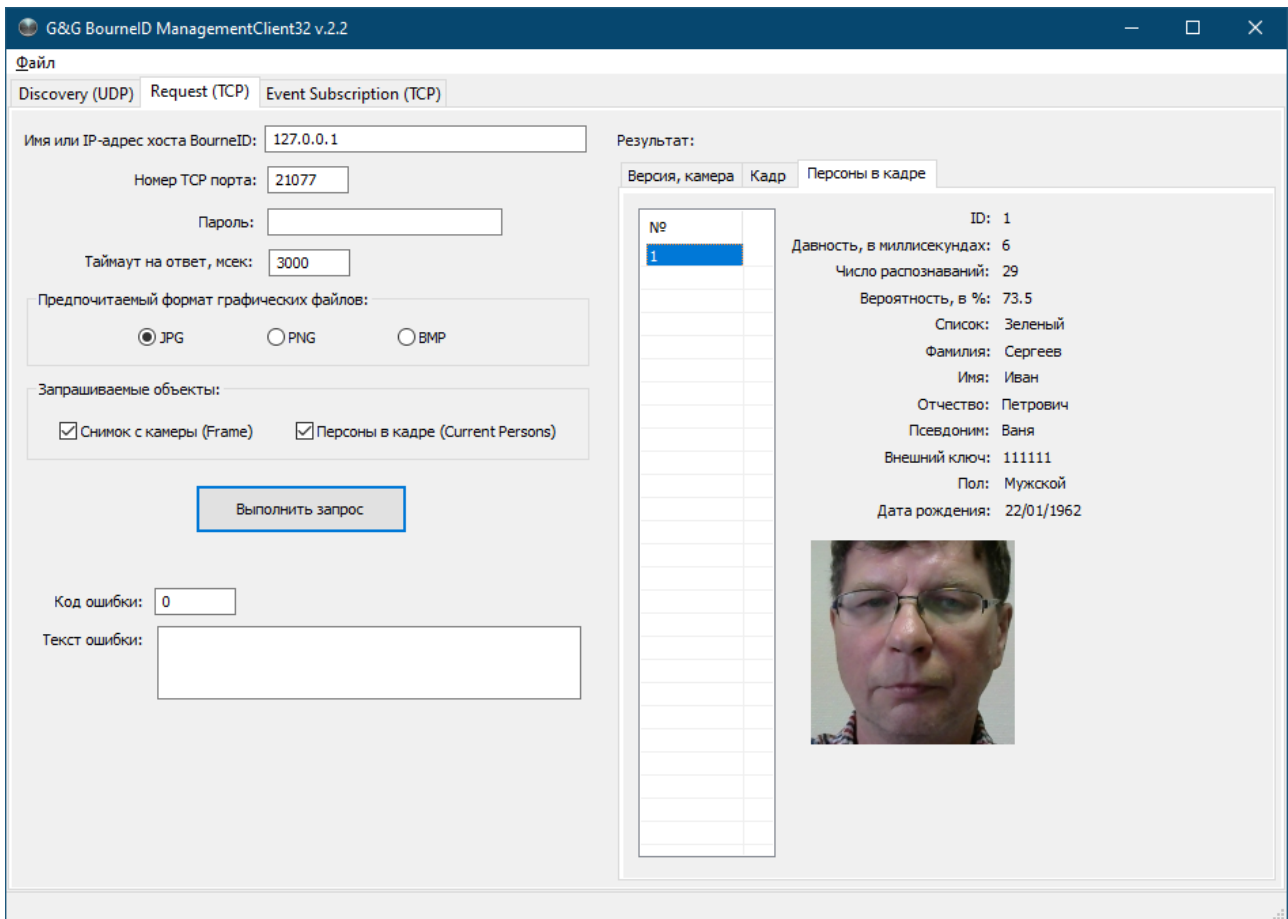 G&G BourneID ManagementClient32 v.2.2
Файл
Discovery (UDP) Request (TCP) Event Subscription (TCP)
Имя или IP-адрес хоста BourneID: 127.0.0.1
Номер TCP порта: 21077
Пароль:
Таймаут на ответ, мсек: 3000
Предпочитаемый формат графических файлов:
JPG PNG BMP
Запрашиваемые объекты:
Снимок с камеры (Frame) Персоны в кадре (Current Persons)
Выполнить запрос
Код ошибки: 0
Текст ошибки:
Результат:
Версия, камера Кадр Персоны в кадре
№
1
ID: 1
Давность, в миллисекундах: 6
Число распознаваний: 29
Вероятность, в %: 73.5
Список: Зеленый
Фамилия: Сергеев
Имя: Иван
Отчество: Петрович
Псевдоним: Ваня
Внешний ключ: 111111
Пол: Мужской
Дата рождения: 22/01/1962